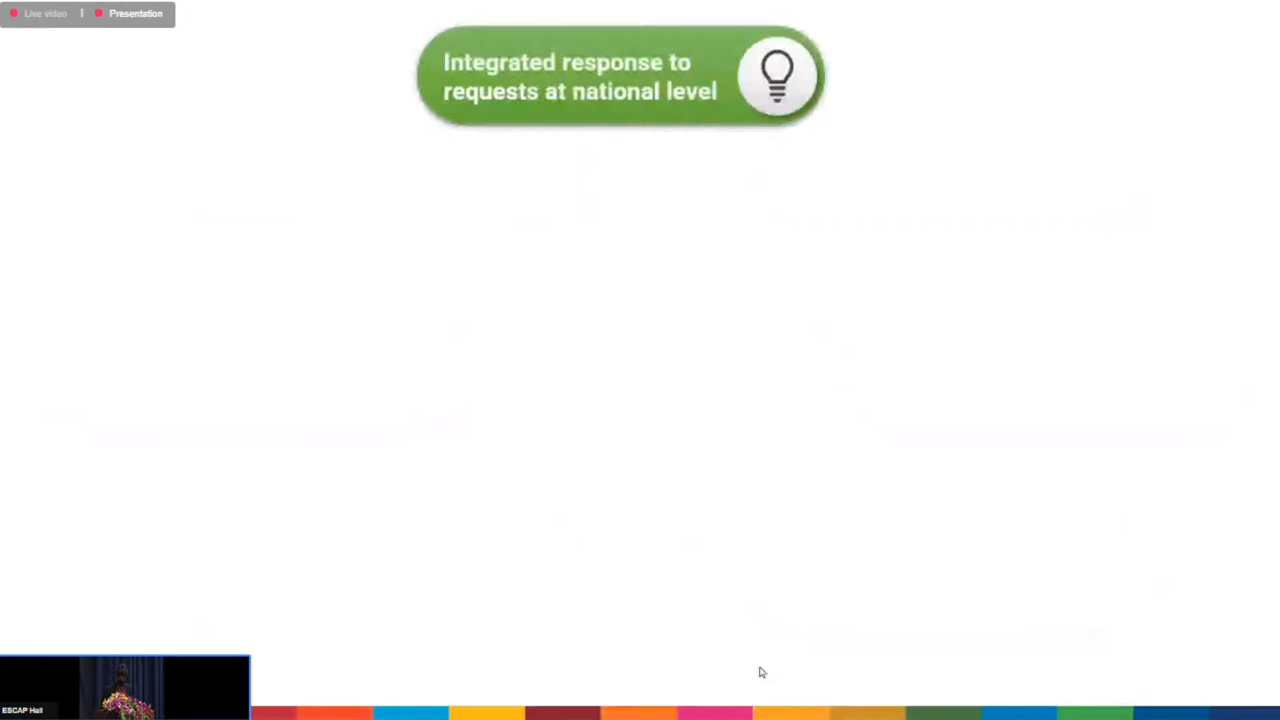 Live video
Presentation
Integrated response to
requests at national level
ESCAP Hall